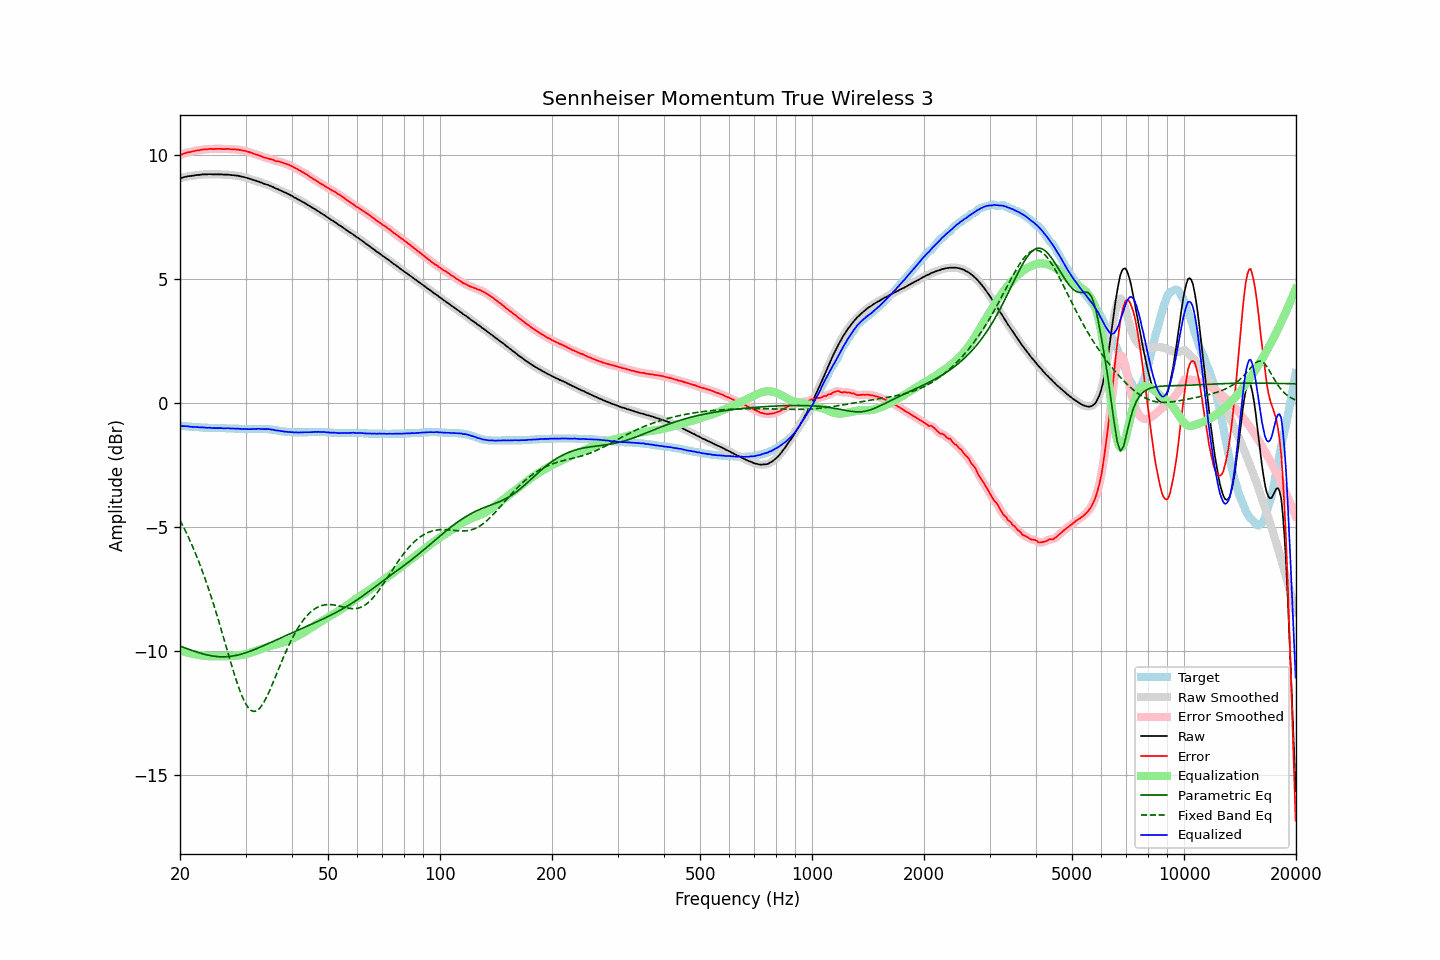 Sennheiser Momentum True Wireless 3
Amplitude (dBr)
10
5
0
−5
−10
−15
20
50
100
200
500
1000
2000
5000
10000
20000
Frequency (Hz)
Target
Raw Smoothed
Error Smoothed
Raw
Error
Equalization
Parametric Eq
Fixed Band Eq
Equalized